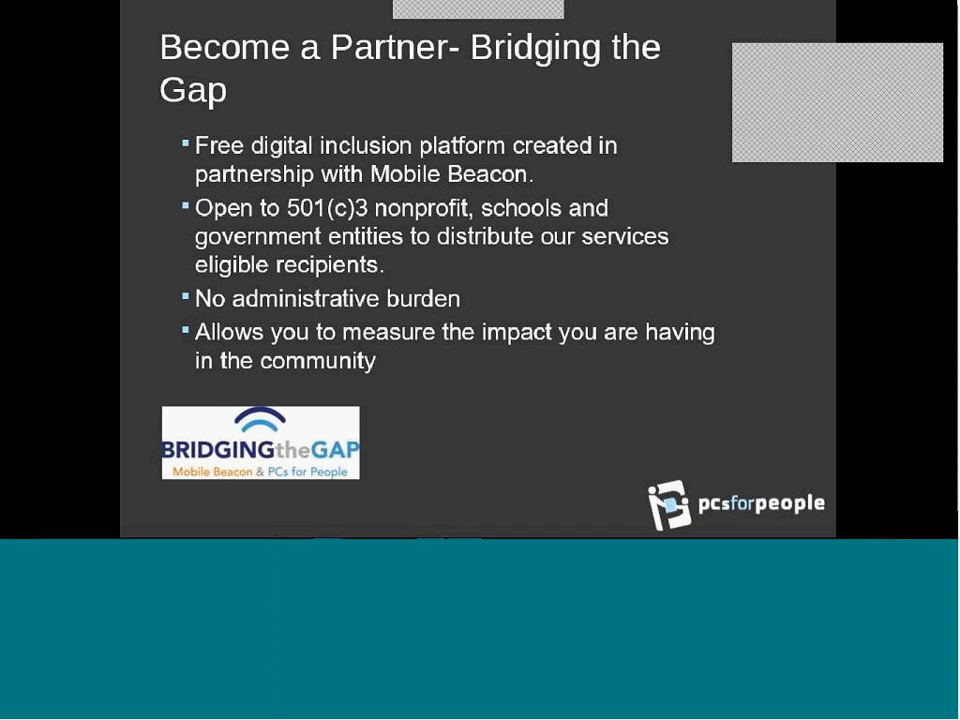 Become a Partner- Bridging the
Gap
Free digital inclusion platform created in
partnership with Mobile Beacon.
Open to 501(c)3 nonprofit, schools and
government entities to distribute our services
eligible recipients.
No administrative burden
Allows you to measure the impact you are having
in the community
BRIDGINGtheGAP
Mobile Beacon & PCs for People
pcsforpeople